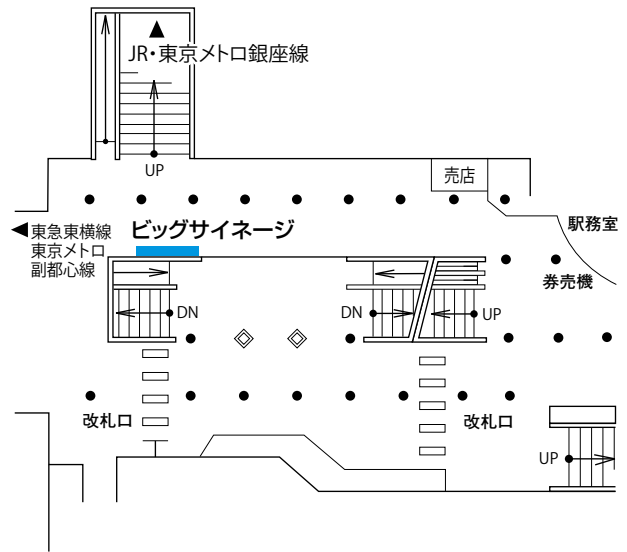 JR・東京メトロ銀座線
UP
売店
東急東横線
東京メトロ
副都心線
ビッグサイネージ
駅務室
券売機
DN
DN
UP
改札口
改札口
UP